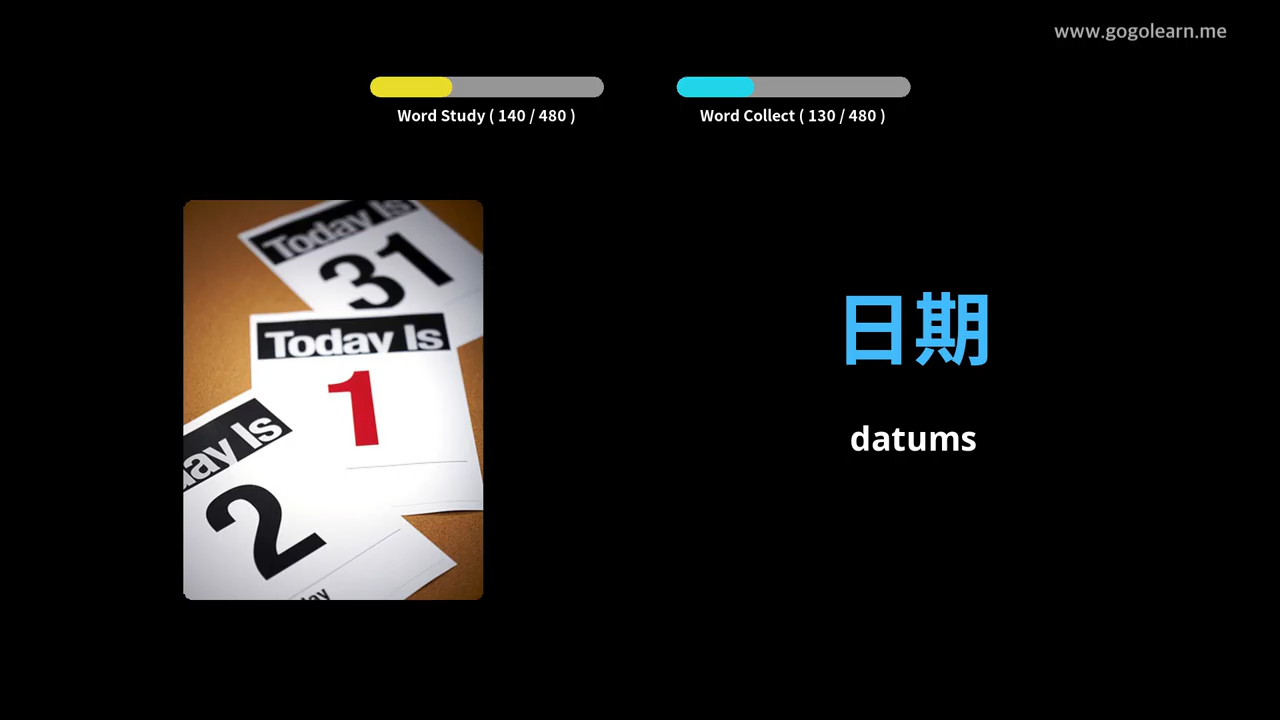 www.gogolearn.me
Word Study ( 140 / 480 )
Word Collect ( 130 / 480 )
Today Is
31
Today Is
1
ay Is
2
日期
datums